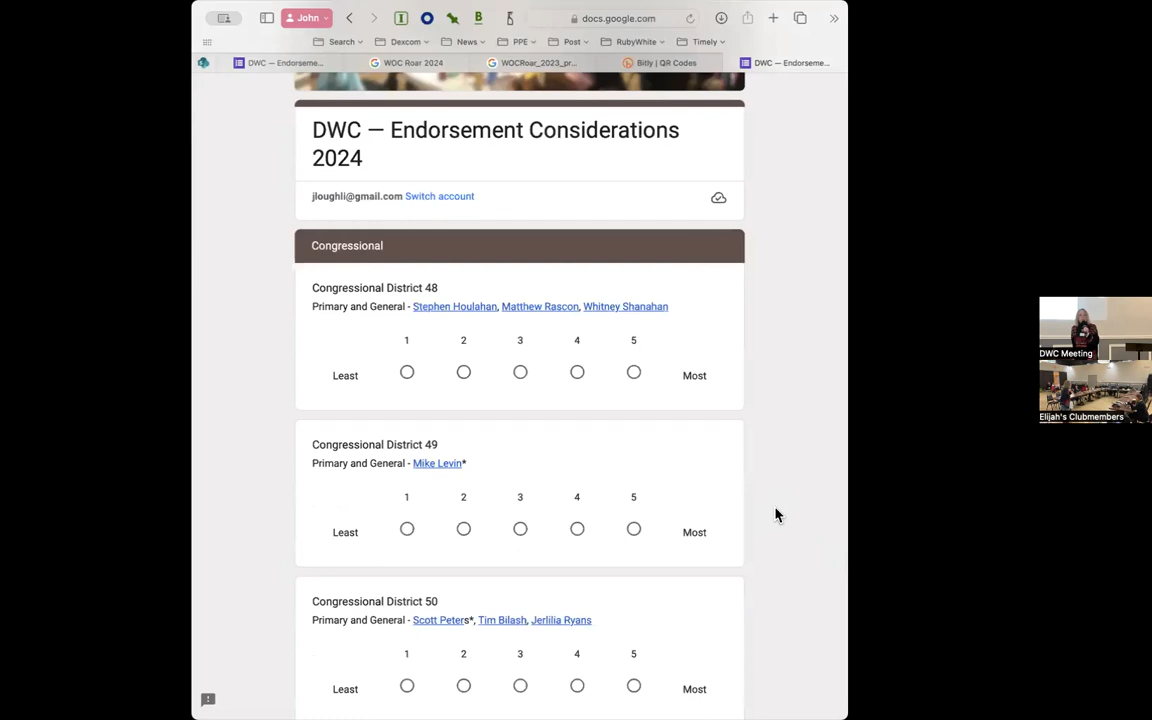 John
docs.google.com
Search
Dexcom
News
PPE
Post
RubyWhite
Timely
DWC — Endorseme...
WOC Roar 2024
WOCRoar_2023_pr...
Bitly | QR Codes
DWC — Endorseme...
DWC — Endorsement Considerations
2024
jloughli@gmail.com Switch account
Congressional
Congressional District 48
Primary and General - Stephen Houlahan, Matthew Rascon, Whitney Shanahan
1 2 3 4 5
Least Most
Congressional District 49
Primary and General - Mike Levin*
1 2 3 4 5
Least Most
Congressional District 50
Primary and General - Scott Peters*, Tim Bilash, Jerlilia Ryans
1 2 3 4 5
Least Most
DWC Meeting
Elijah's Clubmembers